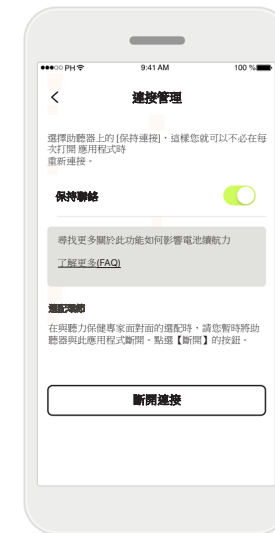 ●●●○○ PH 9:41 AM 100 %
連接管理
選擇助聽器上的 [保持連接]，這樣您就可以不必在每
次打開 應用程式時
重新連接。
保持聯絡
尋找更多關於此功能如何影響電池續航力
了解更多(FAQ)
選配環節
在與聽力保健專家面對面的選配時，請您暫時將助
聽器與此應用程式斷開。點選【斷開】的按鈕。
斷開連接